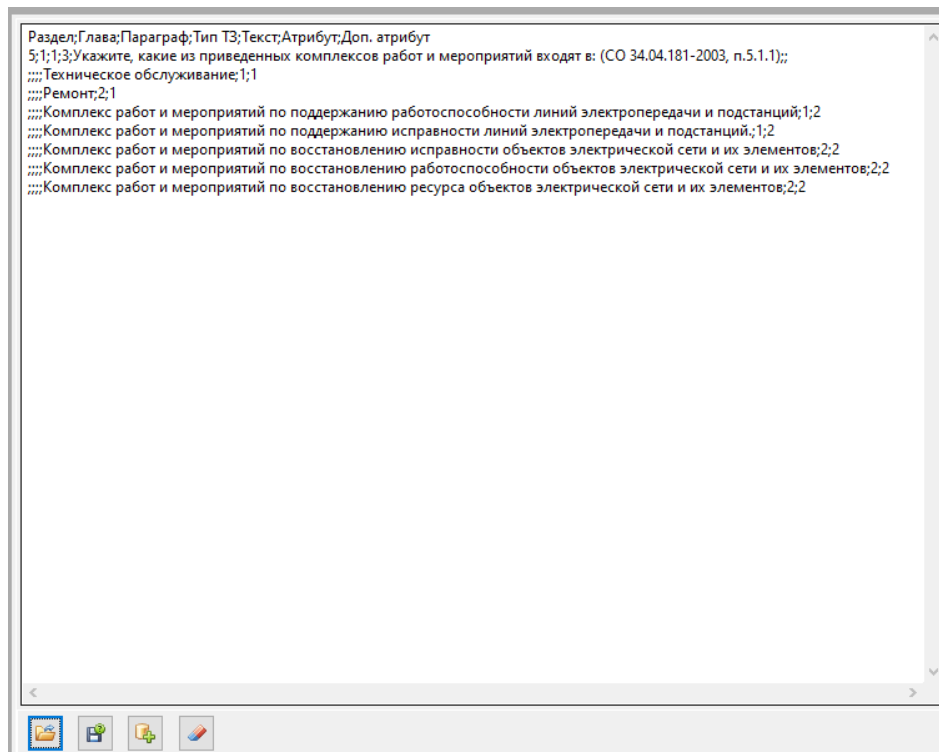 Раздел;Глава;Параграф;Тип ТЗ;Текст;Атрибут;Доп. атрибут
5;1;1;3;Укажите, какие из приведенных комплексов работ и мероприятий входят в: (СО 34.04.181-2003, п.5.1.1);;
;;;;Техническое обслуживание;1;1
;;;;Ремонт;2;1
;;;;Комплекс работ и мероприятий по поддержанию работоспособности линий электропередачи и подстанций;1;2
;;;;Комплекс работ и мероприятий по поддержанию исправности линий электропередачи и подстанций.;1;2
;;;;Комплекс работ и мероприятий по восстановлению исправности объектов электрической сети и их элементов;2;2
;;;;Комплекс работ и мероприятий по восстановлению работоспособности объектов электрической сети и их элементов;2;2
;;;;Комплекс работ и мероприятий по восстановлению ресурса объектов электрической сети и их элементов;2;2